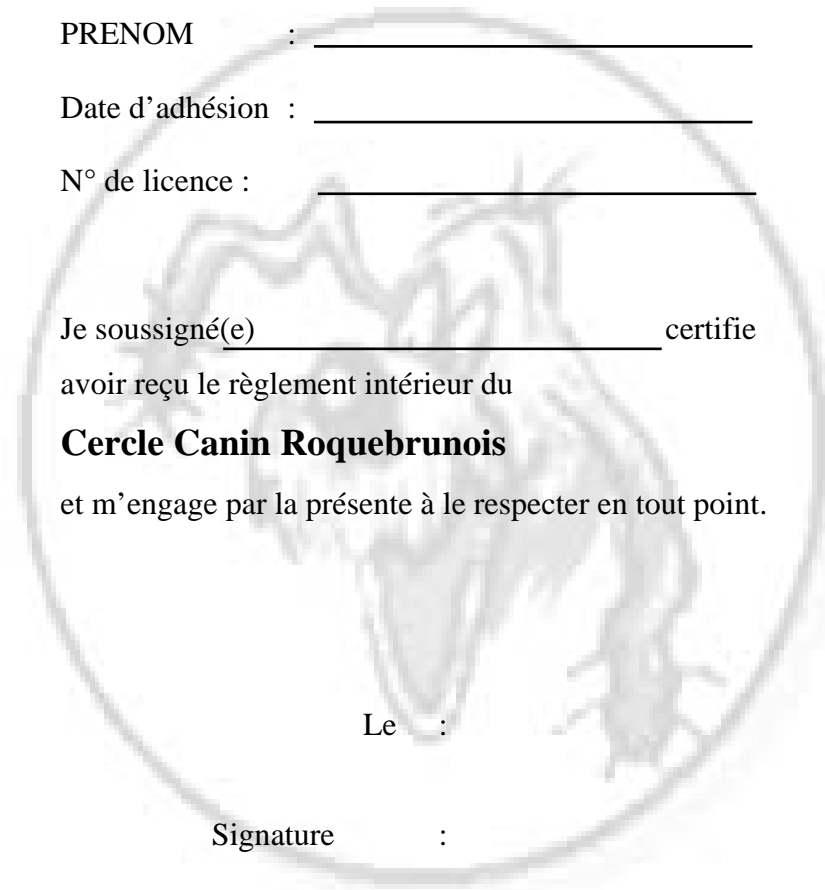 PRENOM :
Date d’adhésion :
N° de licence :
Je soussigné(e) certifie
avoir reçu le règlement intérieur du
Cercle Canin Roquebrunois
et m’engage par la présente à le respecter en tout point.
Le :
Signature :